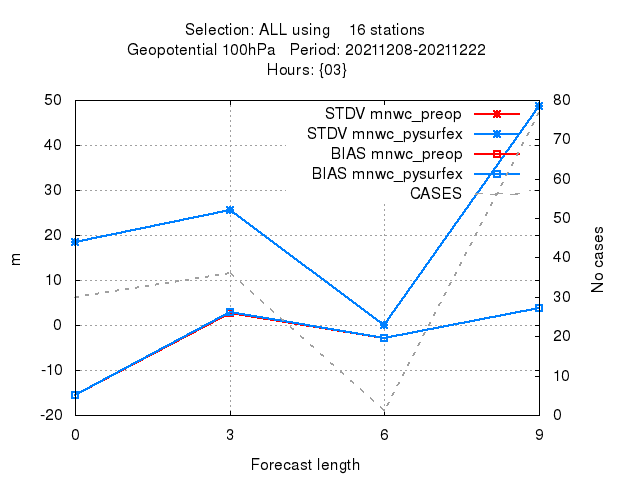 Selection: ALL using    16 stations
Geopotential 100hPa   Period: 20211208-20211222
Hours: {03}
STDV mnwc_preop
STDV mnwc_pysurfex
BIAS mnwc_preop
BIAS mnwc_pysurfex
CASES
50
40
30
20
10
0
-10
-20
m
80
70
60
50
40
30
20
10
0
No cases
0
3
6
9
Forecast length